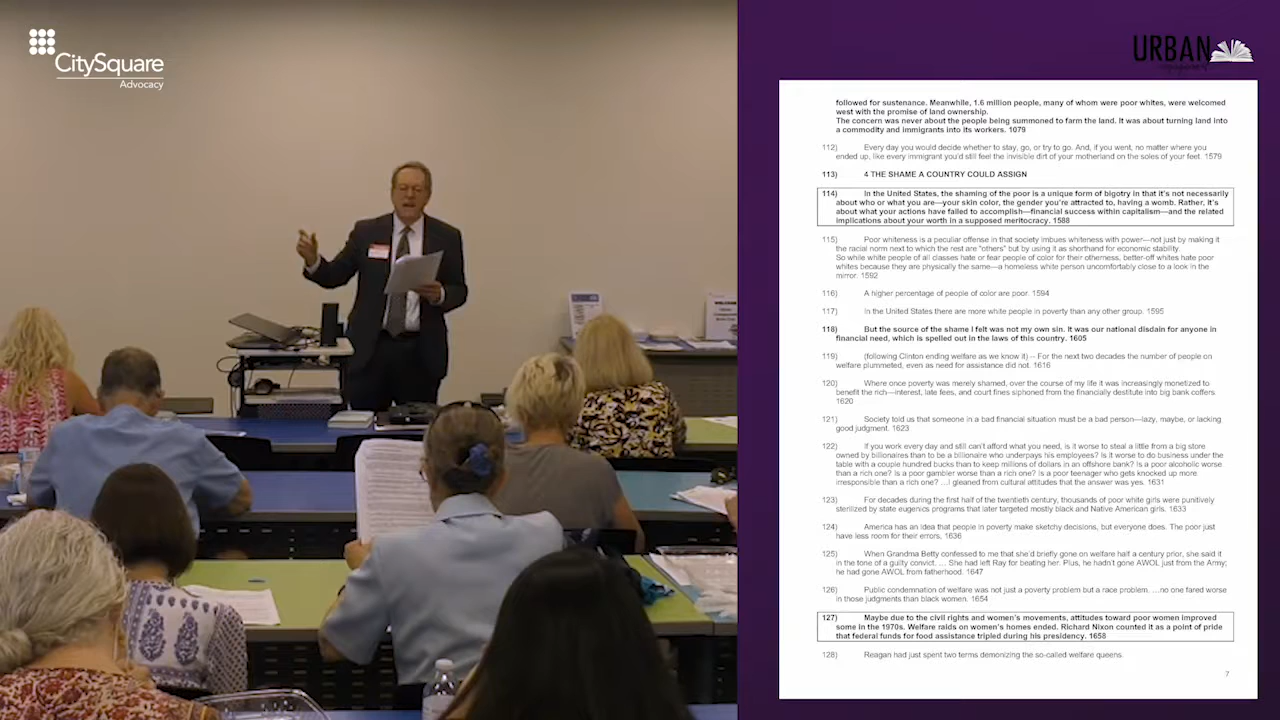 CitySquare
Advocacy
URBAN
followed for sustenance. Meanwhile, 1.6 million people, many of whom were poor whites, were welcomed
west with the promise of land ownership.
The concern was never about the people being summoned to farm the land. It was about turning land into
a commodity and immigrants into its workers. 1079
112) Every day you would decide whether to stay, go, or try to go. And, if you went, no matter where you
ended up, like every immigrant you'd still feel the invisible dirt of your motherland on the soles of your feet. 1579
113) 4 THE SHAME A COUNTRY COULD ASSIGN
114) In the United States, the shaming of the poor is a unique form of bigotry in that it's not necessarily
about who or what you are—your skin color, the gender you're attracted to, having a womb. Rather, it's
about what your actions have failed to accomplish—financial success within capitalism—and the related
implications about your worth in a supposed meritocracy. 1588
115) Poor whiteness is a peculiar offense in that society imbues whiteness with power—not just by making it
the racial norm next to which the rest are "others" but by using it as shorthand for economic stability.
So while white people of all classes hate or fear people of color for their otherness, better-off whites hate poor
whites because they are physically the same—a homeless white person uncomfortably close to a look in the
mirror. 1592
116) A higher percentage of people of color are poor. 1594
117) In the United States there are more white people in poverty than any other group. 1595
118) But the source of the shame I felt was not my own sin. It was our national disdain for anyone in
financial need, which is spelled out in the laws of this country. 1605
119) (following Clinton ending welfare as we know it) -- For the next two decades the number of people on
welfare plummeted, even as need for assistance did not. 1616
120) Where once poverty was merely shamed, over the course of my life it was increasingly monetized to
benefit the rich—interest, late fees, and court fines siphoned from the financially destitute into big bank coffers.
1620
121) Society told us that someone in a bad financial situation must be a bad person—lazy, maybe, or lacking
good judgment. 1623
122) If you work every day and still can't afford what you need, is it worse to steal a little from a big store
owned by billionaires than to be a billionaire who underpays his employees? Is it worse to do business under the
table with a couple hundred bucks than to keep millions of dollars in an offshore bank? Is a poor alcoholic worse
than a rich one? Is a poor gambler worse than a rich one? Is a poor teenager who gets knocked up more
irresponsible than a rich one? ...I gleaned from cultural attitudes that the answer was yes. 1631
123) For decades during the first half of the twentieth century, thousands of poor white girls were punitively
sterilized by state eugenics programs that later targeted mostly black and Native American girls. 1633
124) America has an idea that people in poverty make sketchy decisions, but everyone does. The poor just
have less room for their errors, 1636
125) When Grandma Betty confessed to me that she'd briefly gone on welfare half a century prior, she said it
in the tone of a guilty convict. ... She had left Ray for beating her. Plus, he hadn't gone AWOL just from the Army;
he had gone AWOL from fatherhood. 1647
126) Public condemnation of welfare was not just a poverty problem but a race problem. ...no one fared worse
in those judgments than black women. 1654
127) Maybe due to the civil rights and women's movements, attitudes toward poor women improved
some in the 1970s. Welfare raids on women's homes ended. Richard Nixon counted it as a point of pride
that federal funds for food assistance tripled during his presidency. 1658
128) Reagan had just spent two terms demonizing the so-called welfare queens.
7